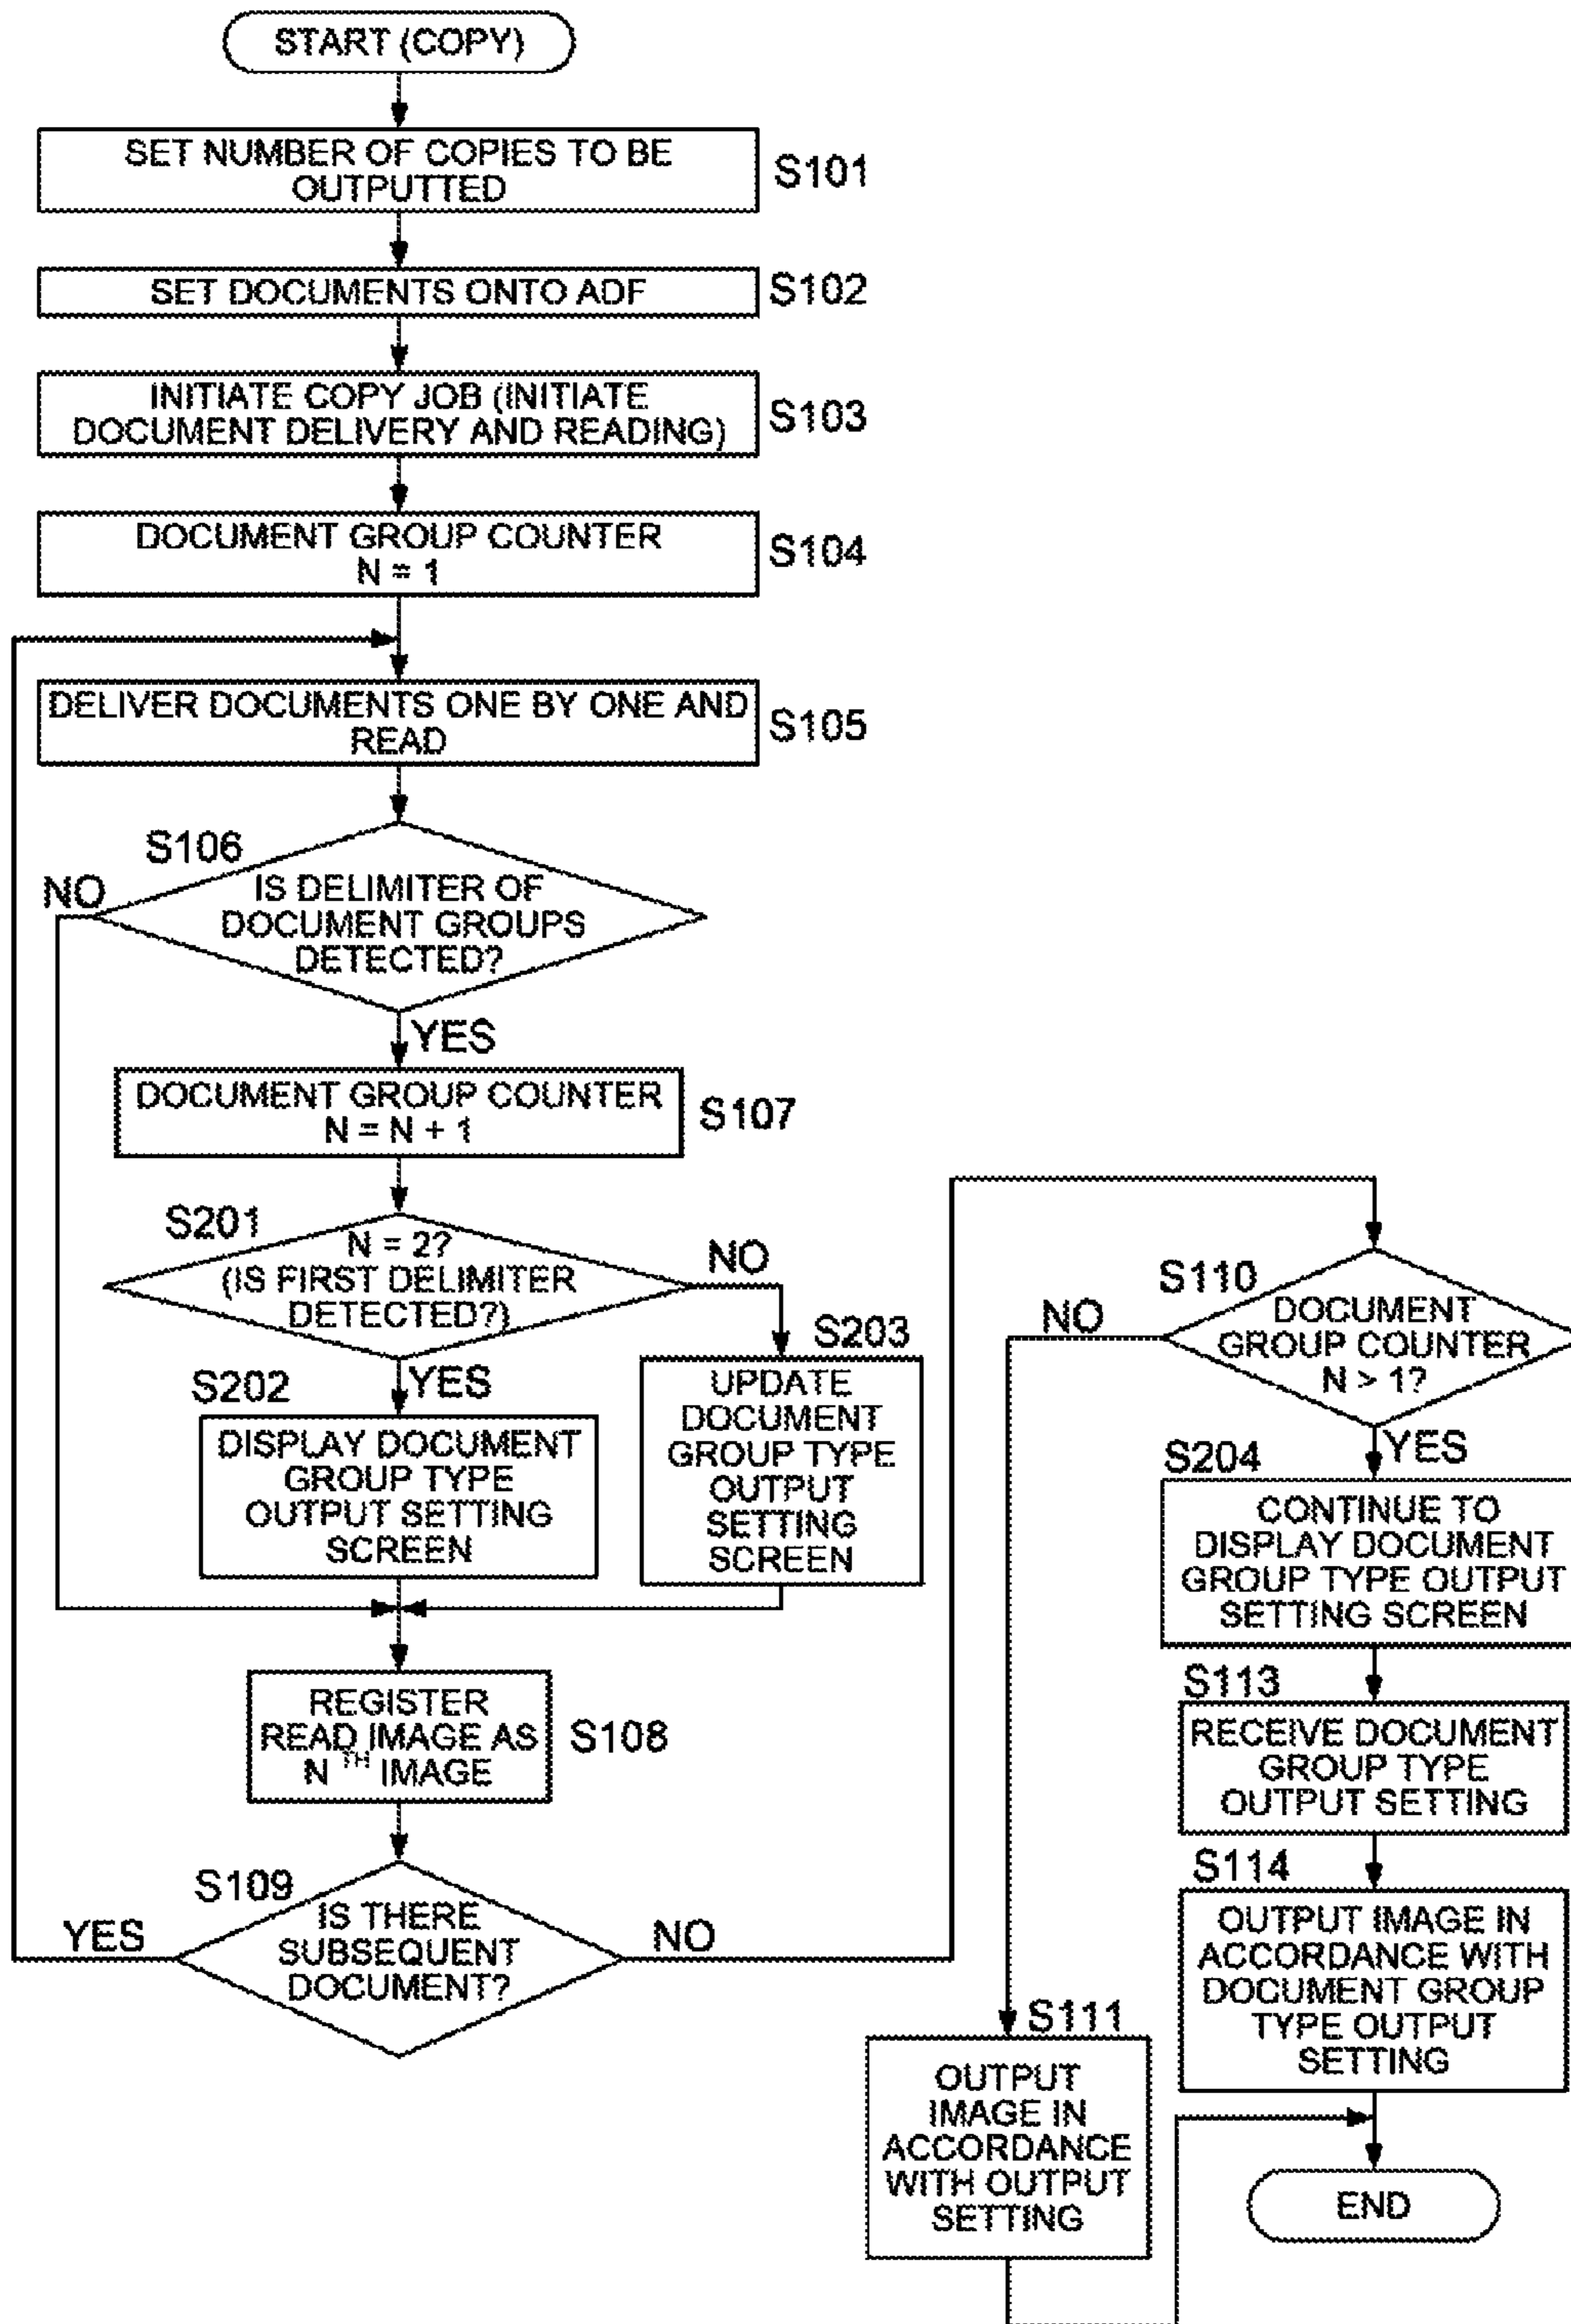 START (COPY)
SET NUMBER OF COPIES TO BE
OUTPUTTED
S101
SET DOCUMENTS ONTO ADF
S102
INITIATE COPY JOB (INITIATE
DOCUMENT DELIVERY AND READING)
S103
DOCUMENT GROUP COUNTER
N = 1
S104
DELIVER DOCUMENTS ONE BY ONE AND
READ
S105
S106
NO
IS DELIMITER OF
DOCUMENT GROUPS
DETECTED?
YES
DOCUMENT GROUP COUNTER
N = N + 1
S107
S201
N = 2?
(IS FIRST DELIMITER
DETECTED?)
NO
YES
S202
DISPLAY DOCUMENT
GROUP TYPE
OUTPUT SETTING
SCREEN
S203
UPDATE
DOCUMENT
GROUP TYPE
OUTPUT
SETTING
SCREEN
REGISTER
READ IMAGE AS
N TH IMAGE
S108
S109
YES
IS THERE
SUBSEQUENT
DOCUMENT?
NO
S110
NO
DOCUMENT
GROUP COUNTER
N > 1?
YES
S204
CONTINUE TO
DISPLAY DOCUMENT
GROUP TYPE OUTPUT
SETTING SCREEN
S113
RECEIVE DOCUMENT
GROUP TYPE
OUTPUT SETTING
S114
OUTPUT IMAGE IN
ACCORDANCE WITH
DOCUMENT GROUP
TYPE OUTPUT
SETTING
S111
OUTPUT
IMAGE IN
ACCORDANCE
WITH OUTPUT
SETTING
END